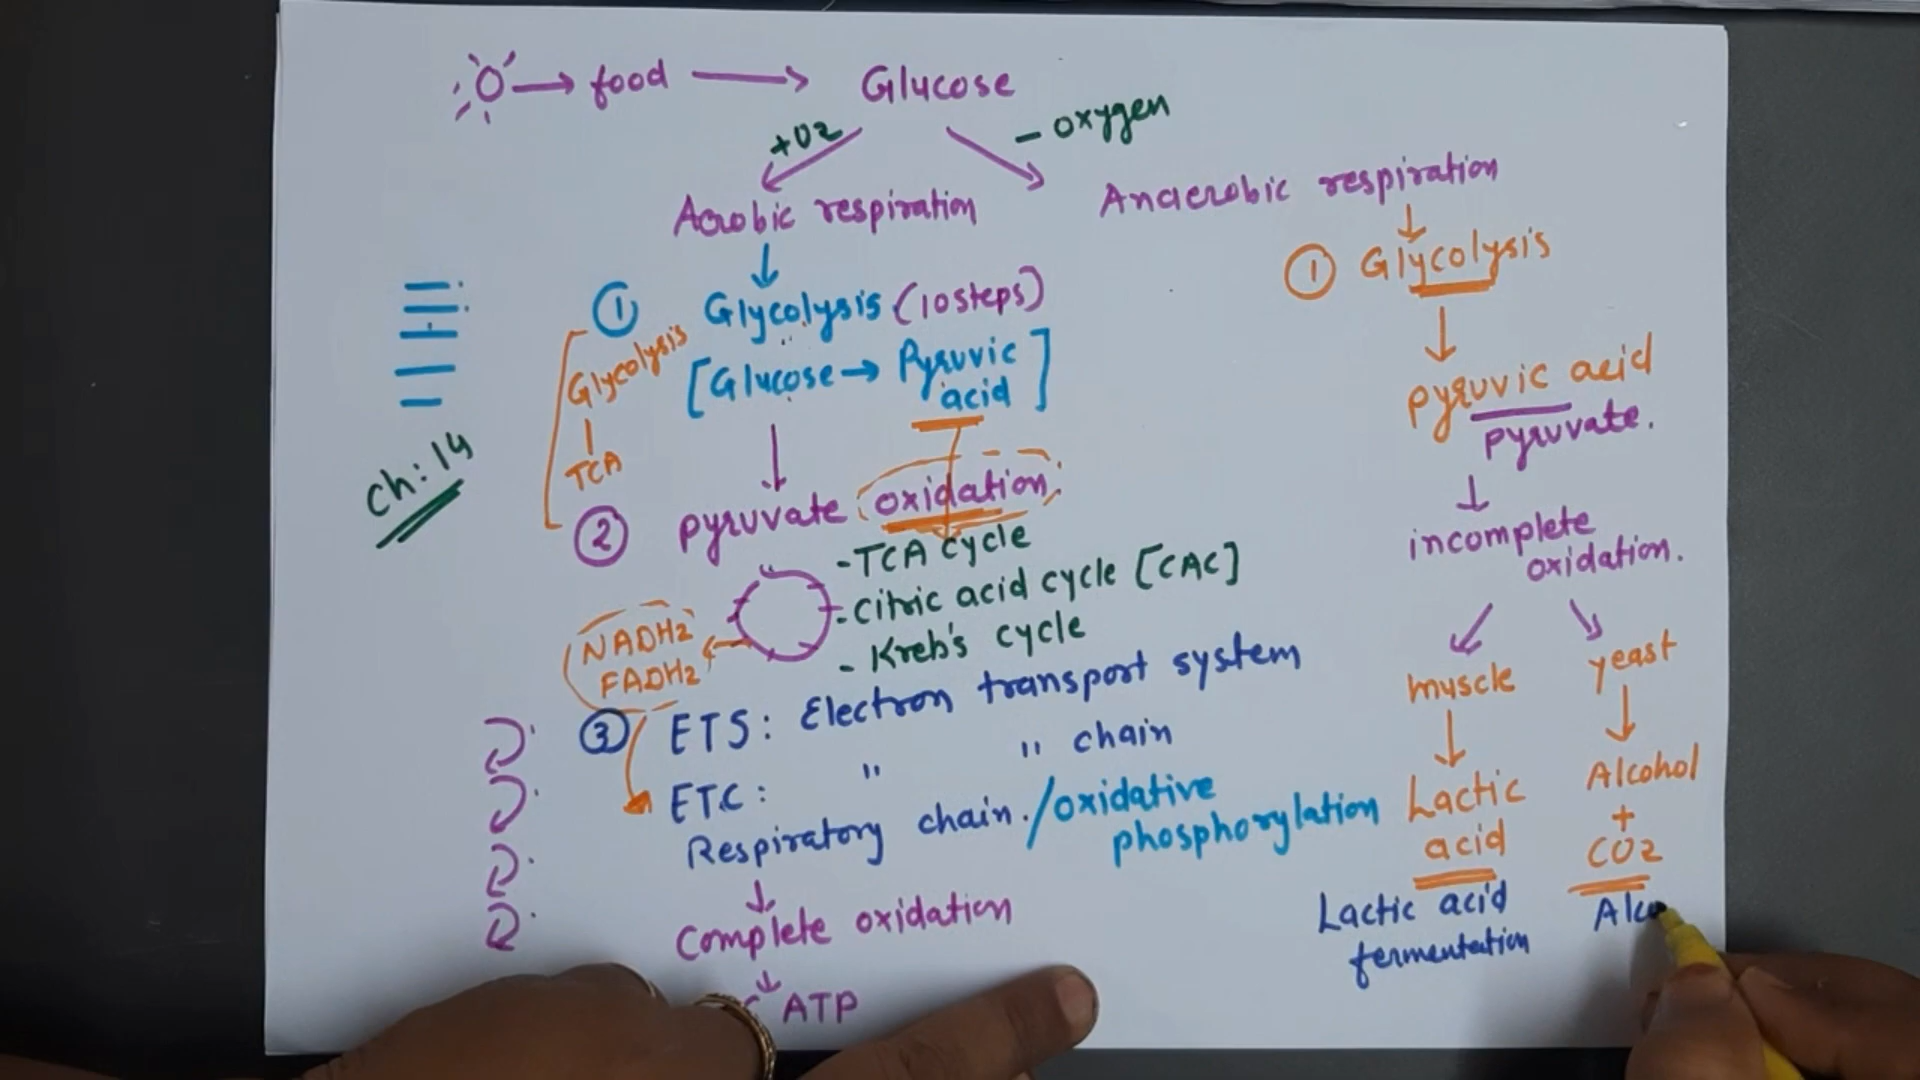 food
Glucose
+O2
- oxygen
Aerobic respiration
Anaerobic respiration
① Glycolysis (10 steps)
[Glucose → Pyruvic
acid]
Glycolysis
TCA
Ch: 14
② pyruvate oxidation
-TCA cycle
-citric acid cycle [CAC]
- Kreb's cycle
NADH2
FADH2
③ ETS: Electron transport system
ETC: " " chain
Respiratory chain. /oxidative
phosphorylation
Complete oxidation
ATP
① Glycolysis
pyruvic acid
pyruvate.
incomplete
oxidation.
muscle
Lactic
acid
Lactic acid
fermentation
yeast
Alcohol
+
CO2
Alco